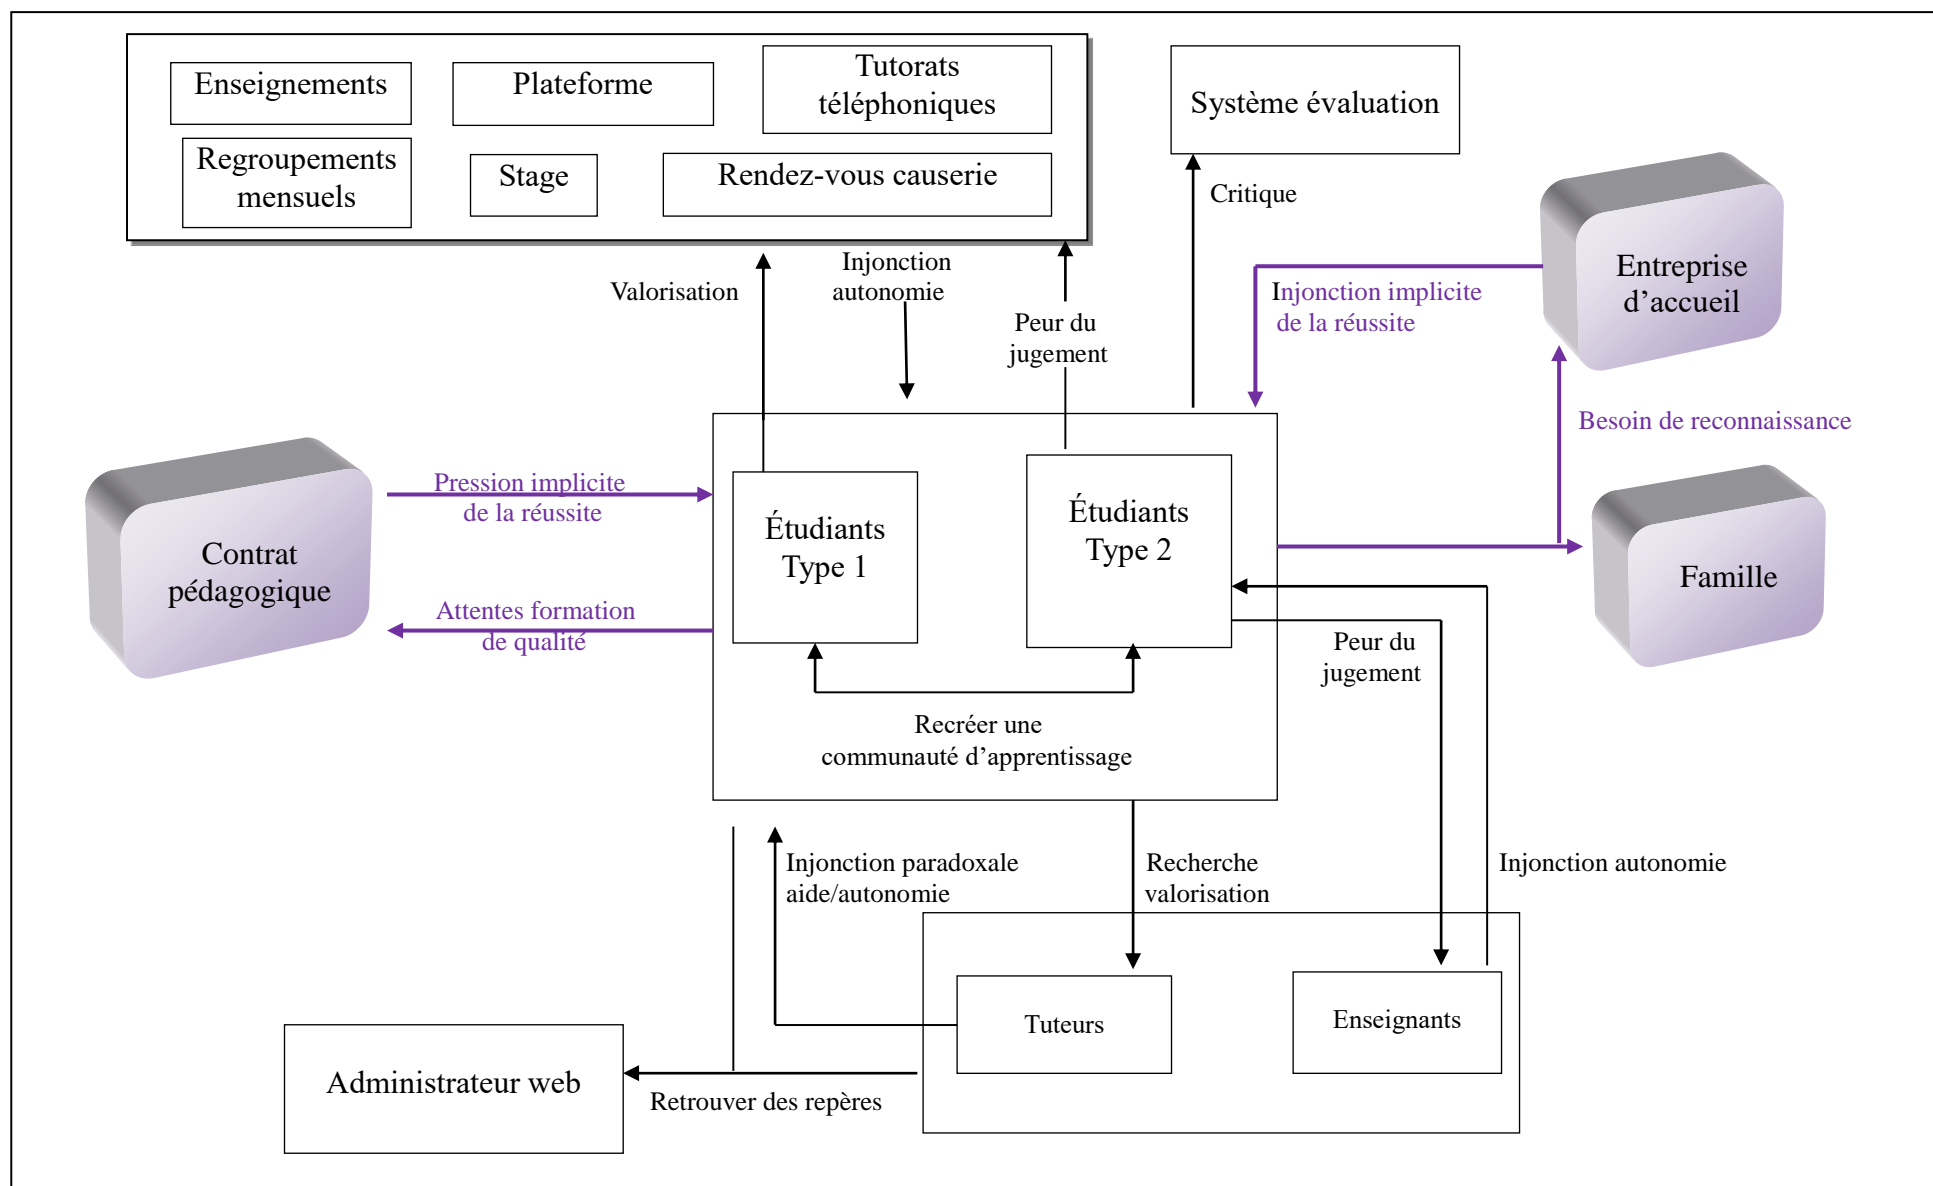 Enseignements
Plateforme
Tutorats
téléphoniques
Système évaluation
Regroupements
mensuels
Stage
Rendez-vous causerie
Critique
Entreprise
d’accueil
Valorisation
Injonction
autonomie
Injonction implicite
de la réussite
Peur du
jugement
Besoin de reconnaissance
Pression implicite
de la réussite
Contrat
pédagogique
Étudiants
Type 1
Étudiants
Type 2
Famille
Attentes formation
de qualité
Peur du
jugement
Recréer une
communauté d’apprentissage
Injonction paradoxale
aide/autonomie
Recherche
valorisation
Injonction autonomie
Tuteurs
Enseignants
Administrateur web
Retrouver des repères